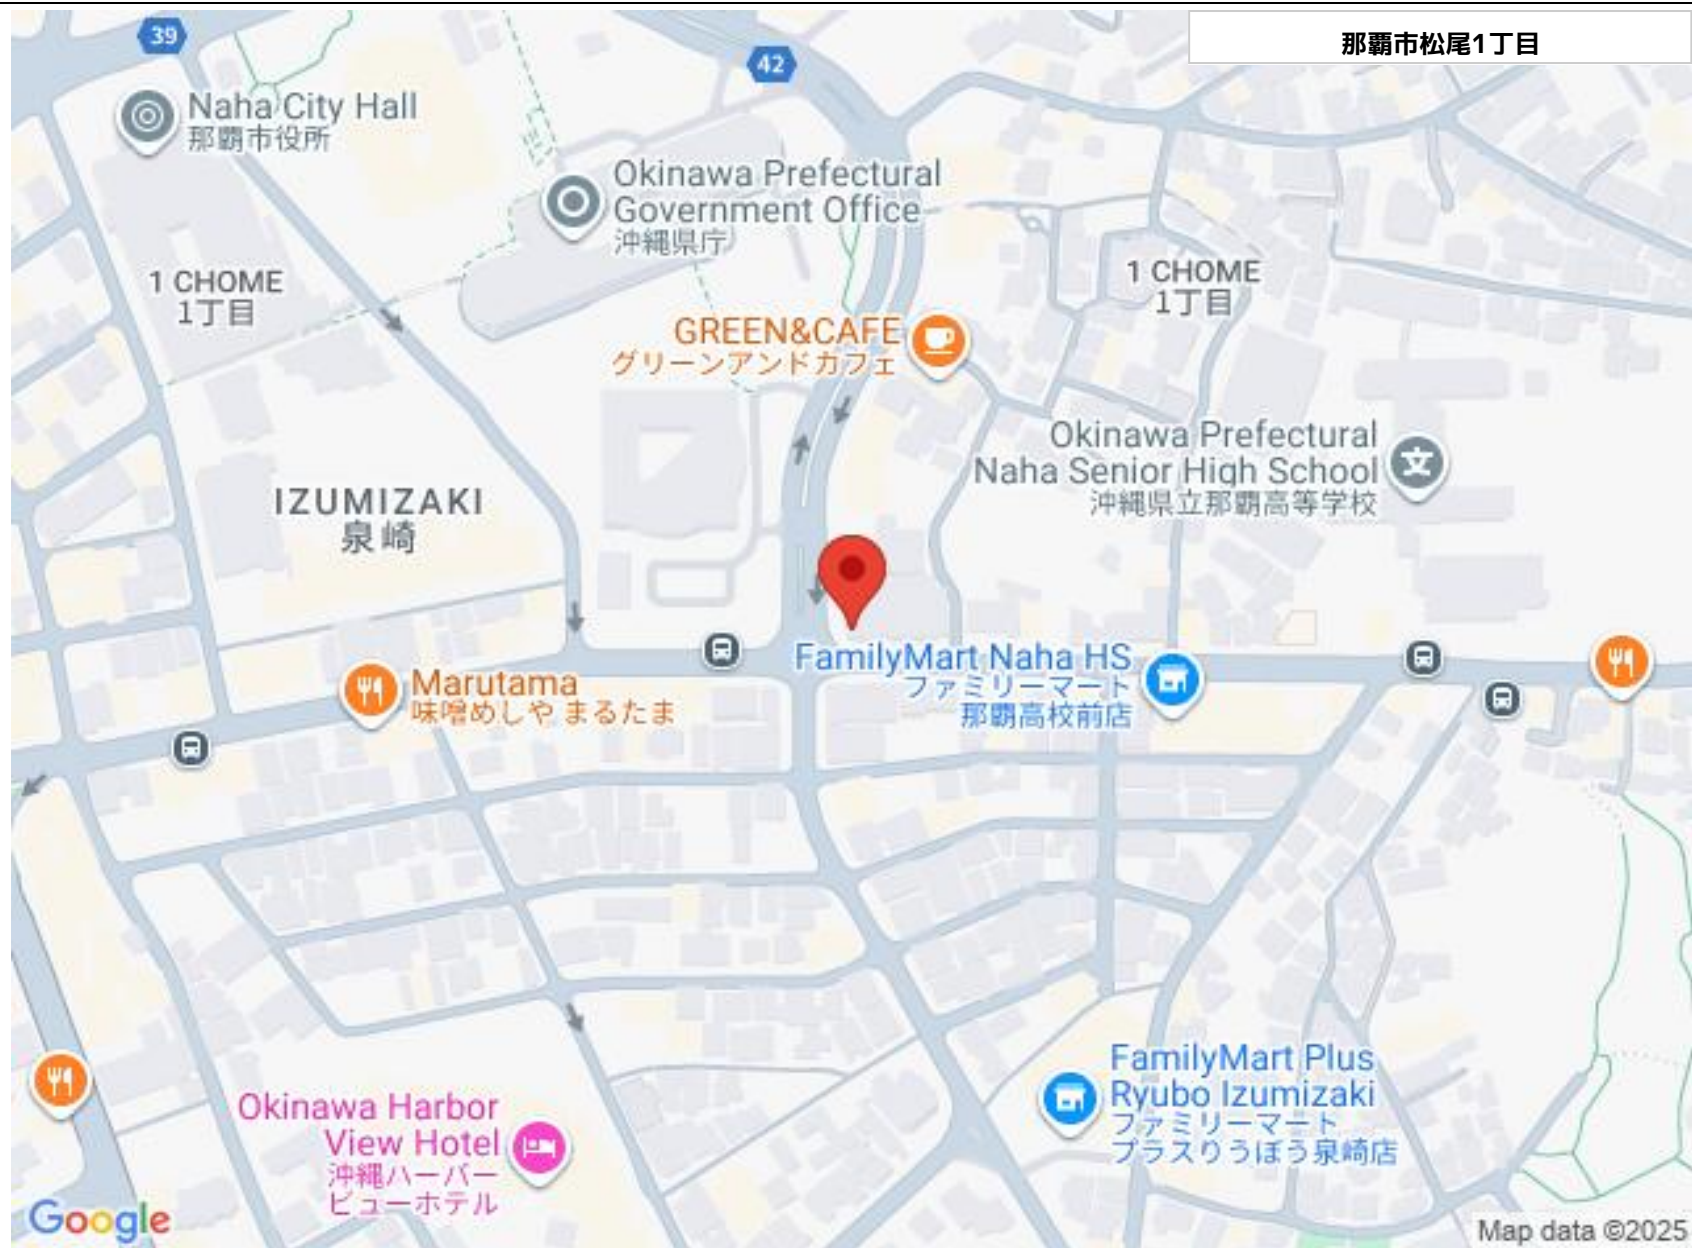 39
42
那覇市松尾1丁目
Naha City Hall
那覇市役所
Okinawa Prefectural
Government Office
沖縄県庁
1 CHOME
1丁目
1 CHOME
1丁目
GREEN&CAFE
グリーンアンドカフェ
Okinawa Prefectural
Naha Senior High School
沖縄県立那覇高等学校
文
IZUMIZAKI
泉崎
FamilyMart Naha HS
ファミリーマート
那覇高校前店
Marutama
味噌めしや まるたま
FamilyMart Plus
Ryubo Izumizaki
ファミリーマート
プラスりうぼう泉崎店
Okinawa Harbor
View Hotel
沖縄ハーバー
ビューホテル
Google
Map data ©2025